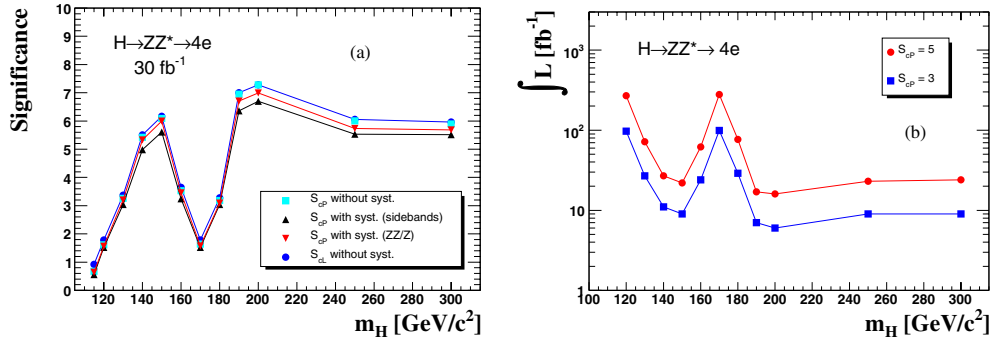 Significance
10
9
8
7
6
5
4
3
2
1
0
H→ZZ*→4e
30 fb⁻¹
(a)
S_cP without syst.
S_cP with syst. (sidebands)
S_cP with syst. (ZZ/Z)
S_cL without syst.
120 140 160 180 200 220 240 260 280 300
m_H [GeV/c²]
∫ L [fb⁻¹]
10³
10²
10
1
H→ZZ*→ 4e
S_cP = 5
S_cP = 3
(b)
100 120 140 160 180 200 220 240 260 280 300
m_H [GeV/c²]